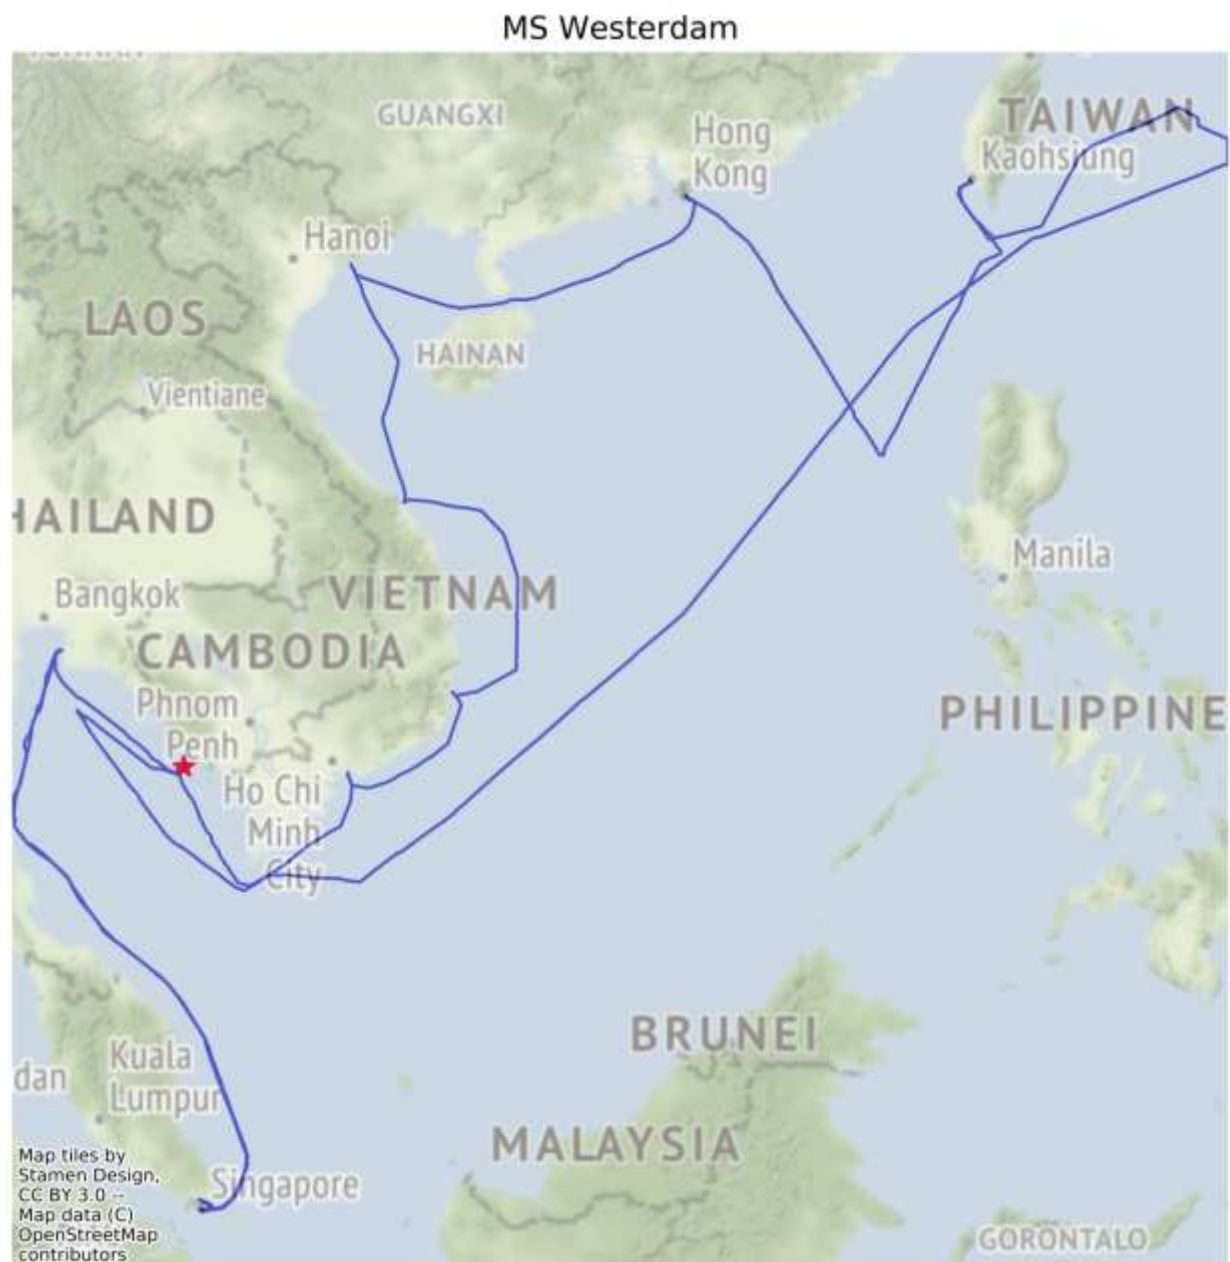 MS Westerdam
GUANGXI
Hong
Kong
TAIWAN
Kaohsiung
Hanoi
LAOS
HAINAN
Vientiane
HAILAND
Manila
Bangkok
VIETNAM
CAMBODIA
Phnom
Penh
PHILIPPINE
Ho Chi
Minh
City
BRUNEI
Kuala
Lumpur
dan
MALAYSIA
Map tiles by
Stamen Design,
CC BY 3.0 --
Map data (C)
OpenStreetMap
contributors
Singapore
GORONTALO